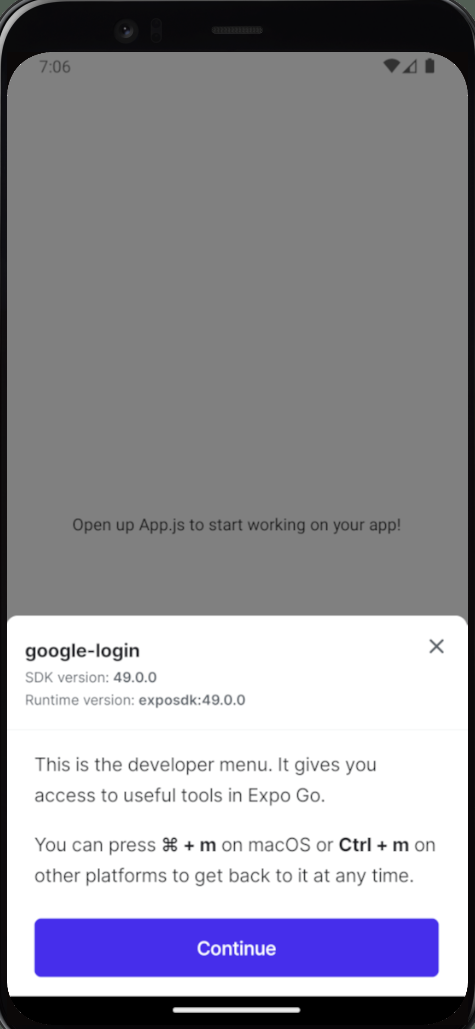 7:06
Open up App.js to start working on your app!
google-login
SDK version: 49.0.0
Runtime version: exposdk:49.0.0
This is the developer menu. It gives you
access to useful tools in Expo Go.
You can press ⌘ + m on macOS or Ctrl + m on
other platforms to get back to it at any time.
Continue